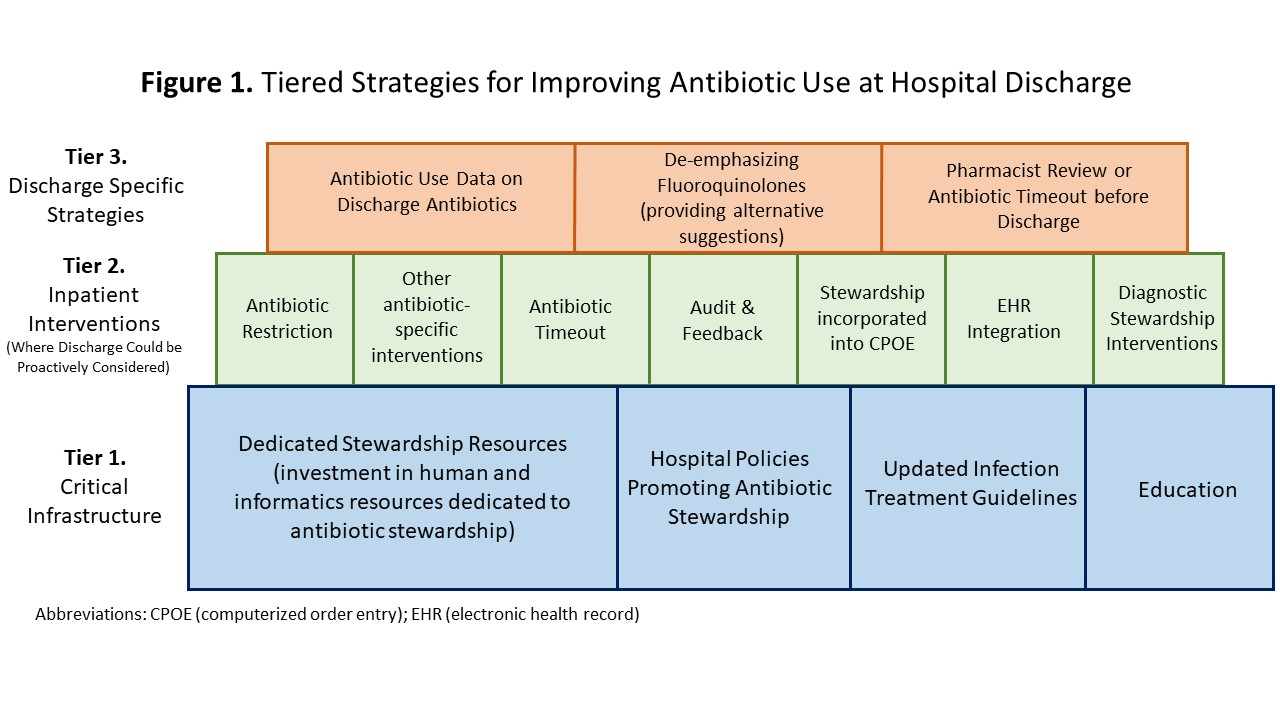 Figure 1. Tiered Strategies for Improving Antibiotic Use at Hospital Discharge
Tier 3.
Discharge Specific
Strategies
Antibiotic Use Data on
Discharge Antibiotics
De-emphasizing
Fluoroquinolones
(providing alternative
suggestions)
Pharmacist Review or
Antibiotic Timeout before
Discharge
Tier 2.
Inpatient
Interventions
(Where Discharge Could be
Proactively Considered)
Antibiotic
Restriction
Other
antibiotic-
specific
interventions
Antibiotic
Timeout
Audit &
Feedback
Stewardship
incorporated
into CPOE
EHR
Integration
Diagnostic
Stewardship
Interventions
Tier 1.
Critical
Infrastructure
Dedicated Stewardship Resources
(investment in human and
informatics resources dedicated to
antibiotic stewardship)
Hospital Policies
Promoting Antibiotic
Stewardship
Updated Infection
Treatment Guidelines
Education
Abbreviations: CPOE (computerized order entry); EHR (electronic health record)